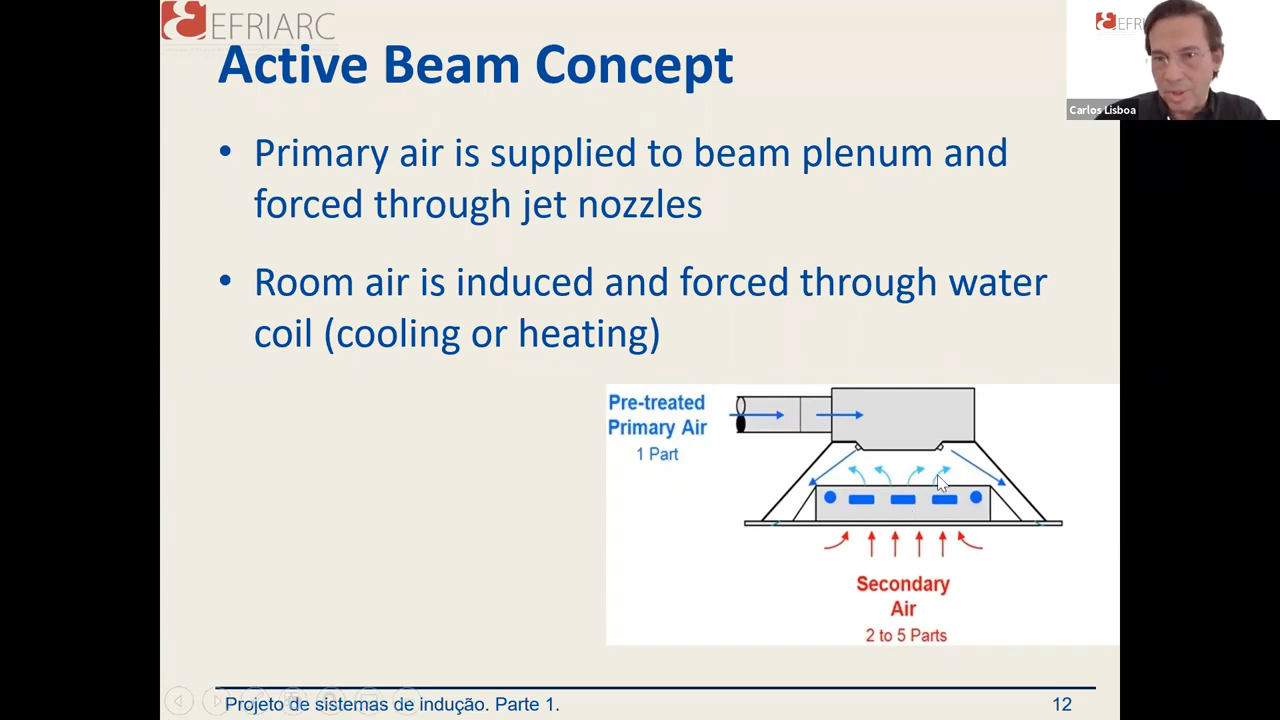 EFRIARC
Active Beam Concept
EFRI
Carlos Lisboa
• Primary air is supplied to beam plenum and
forced through jet nozzles
• Room air is induced and forced through water
coil (cooling or heating)
Pre-treated
Primary Air
1 Part
Secondary
Air
2 to 5 Parts
Projeto de sistemas de indução. Parte 1.
12